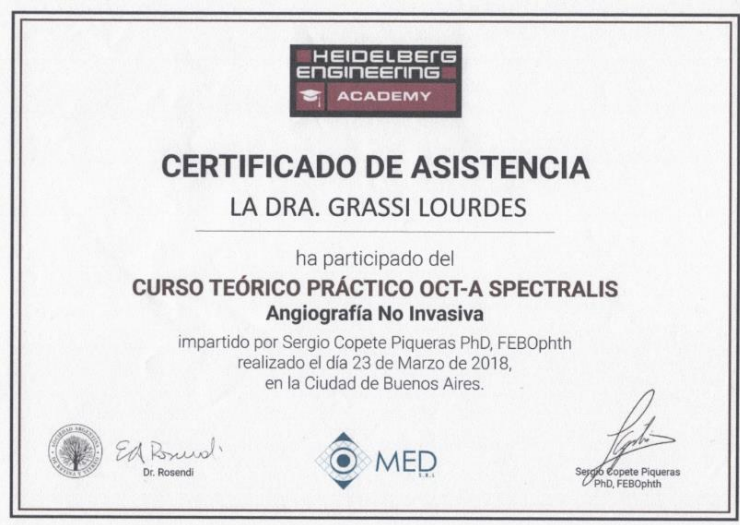 HEIDELBERG
ENGINEERING
ACADEMY
CERTIFICADO DE ASISTENCIA
LA DRA. GRASSI LOURDES
ha participado del
CURSO TEÓRICO PRÁCTICO OCT-A SPECTRALIS
Angiografía No Invasiva
impartido por Sergio Copete Piqueras PhD, FEBOphth
realizado el día 23 de Marzo de 2018,
en la Ciudad de Buenos Aires.
Dr. Rosendi
MED
S.R.L
Sergio Copete Piqueras
PhD, FEBOphth